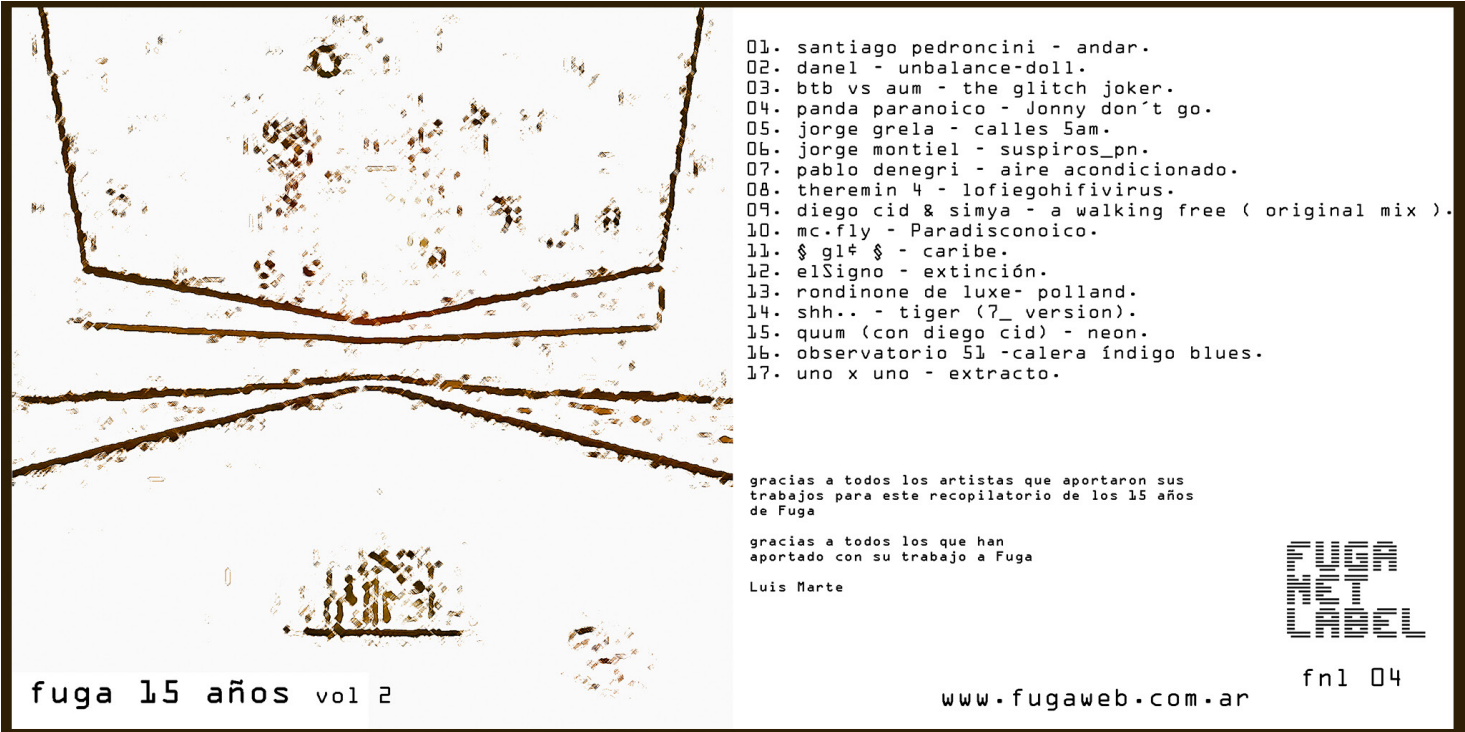 01. santiago pedroncini - andar.
02. danel - unbalance-doll.
03. btb vs aum - the glitch joker.
04. panda paranoico - Jonny don´t go.
05. jorge grela - calles 5am.
06. jorge montiel - suspiros_pn.
07. pablo denegri - aire acondicionado.
08. theremin 4 - lofiegohifivirus.
09. diego cid & simya - a walking free ( original mix ).
10. mc.fly - Paradisconoico.
11. § gl¢ § - caribe.
12. elSigno - extinción.
13. rondinone de luxe- polland.
14. shh.. - tiger (7_ version).
15. quum (con diego cid) - neon.
16. observatorio 51 -calera índigo blues.
17. uno x uno - extracto.
gracias a todos los artistas que aportaron sus
trabajos para este recopilatorio de los 15 años
de Fuga
gracias a todos los que han
aportado con su trabajo a Fuga
Luis Marte
FUGA
NET
LABEL
fnl 04
www.fugaweb.com.ar
fuga 15 años vol 2